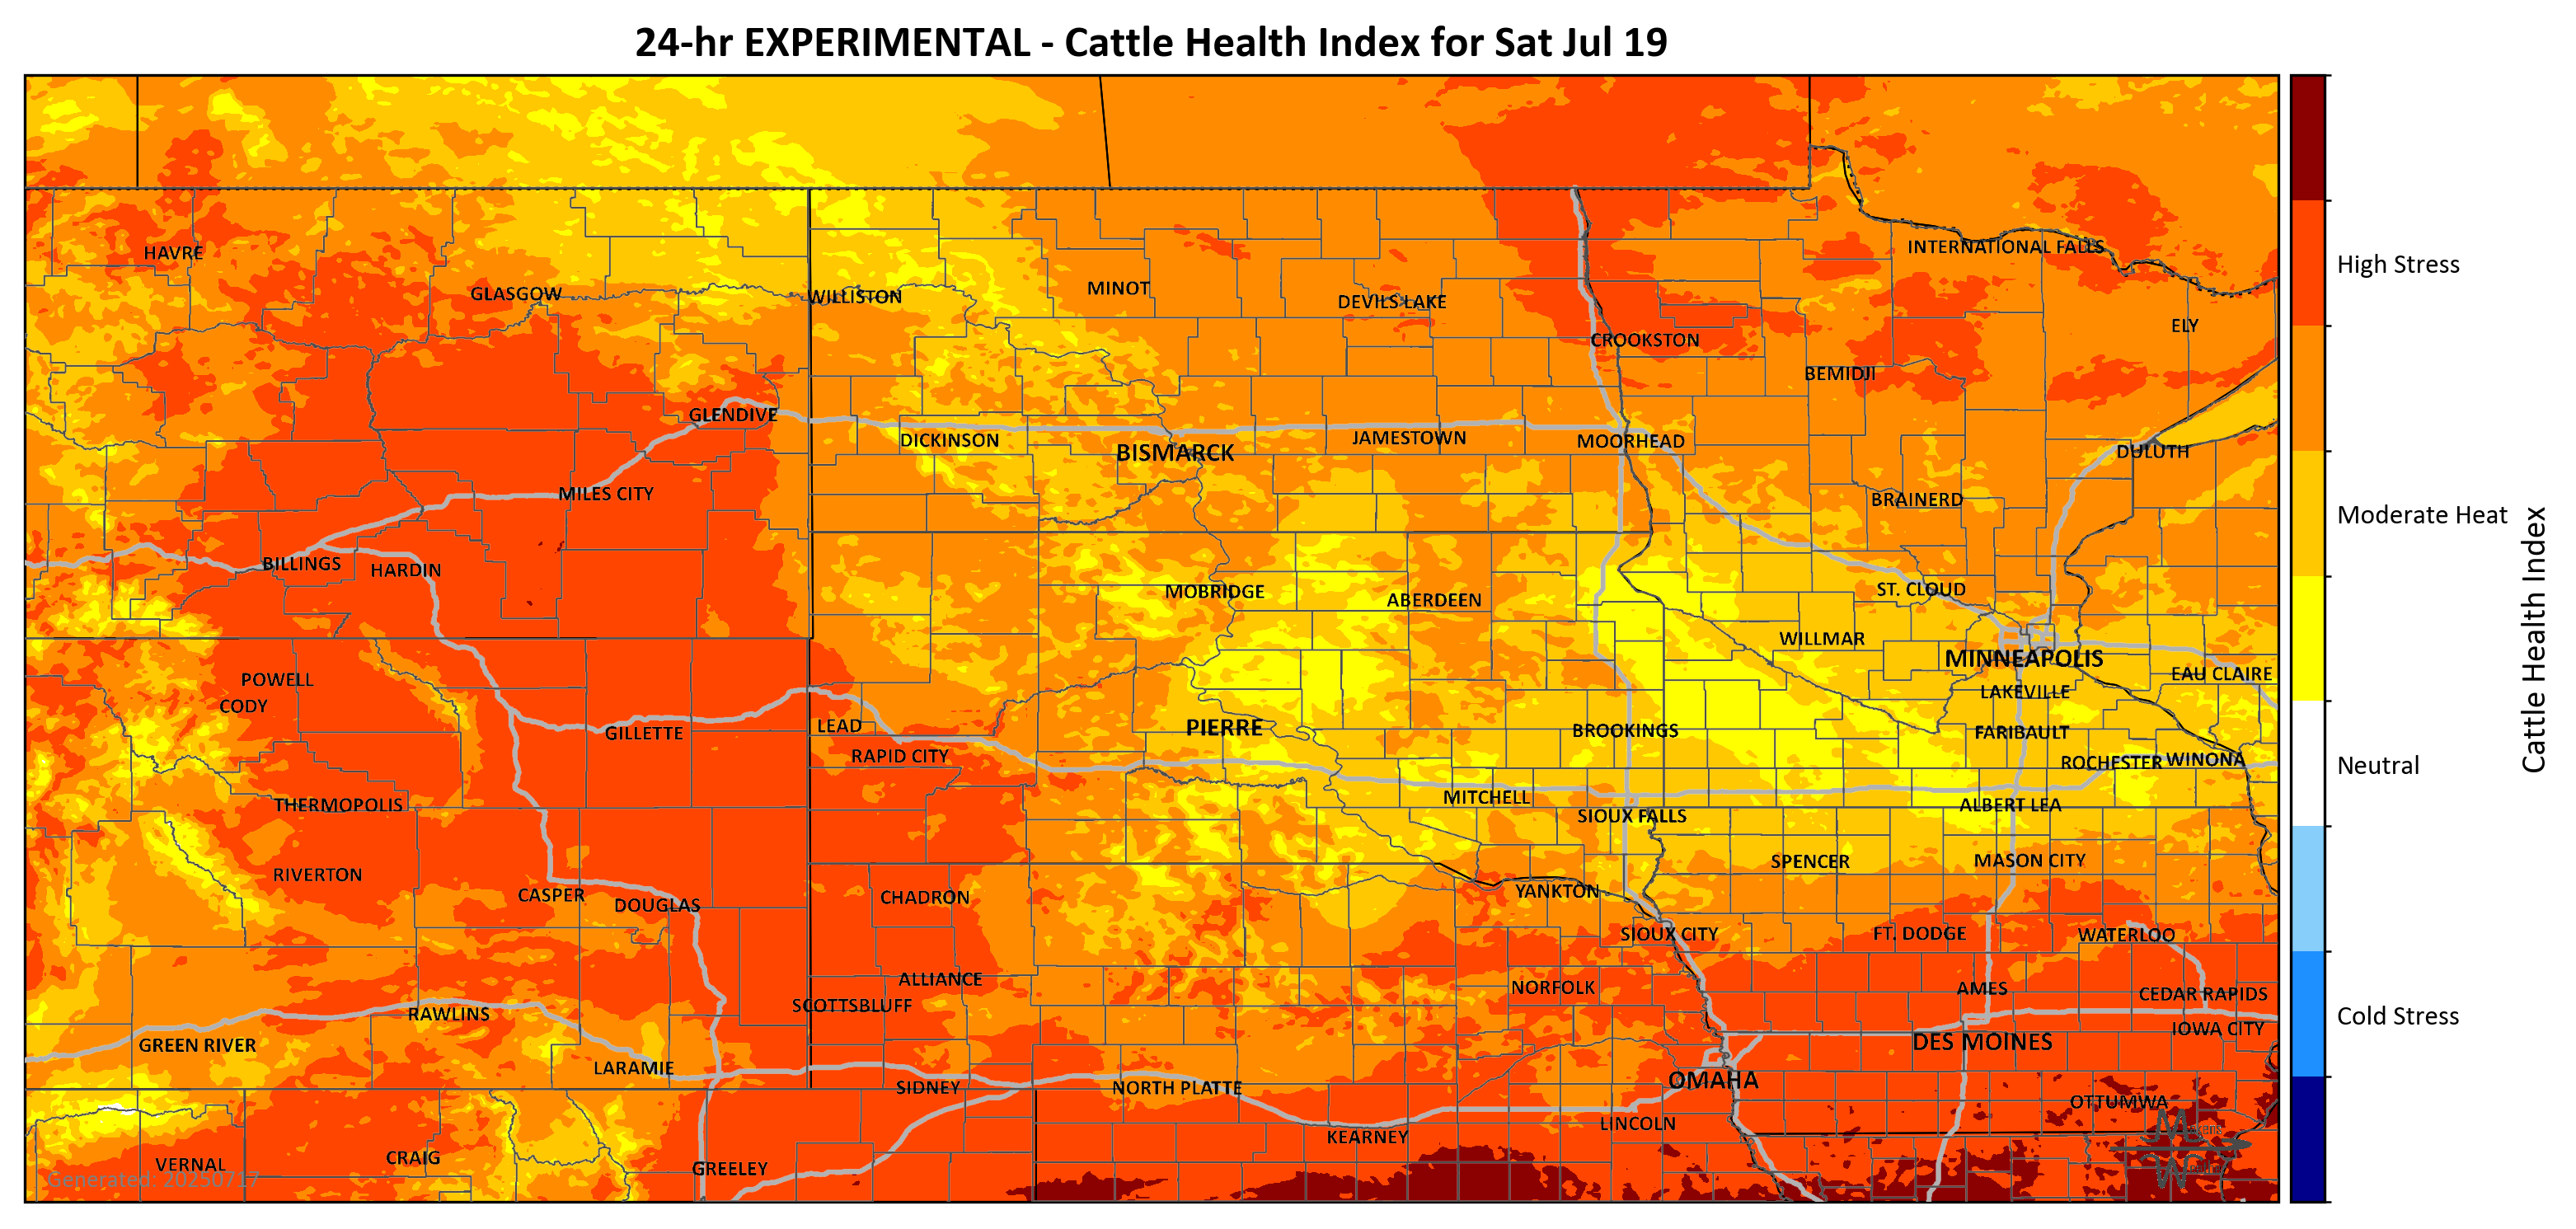 24-hr EXPERIMENTAL - Cattle Health Index for Sat Jul 19
HAVRE
INTERNATIONAL FALLS
GLASGOW
WILLISTON
MINOT
DEVILS LAKE
ELY
CROOKSTON
BEMIDJI
GLENDIVE
DICKINSON
BISMARCK
JAMESTOWN
MOORHEAD
DULUTH
MILES CITY
BRAINERD
BILLINGS
HARDIN
MOBRIDGE
ABERDEEN
ST. CLOUD
WILLMAR
MINNEAPOLIS
POWELL
EAU CLAIRE
CODY
LAKEVILLE
GILLETTE
LEAD
PIERRE
BROOKINGS
FARIBAULT
RAPID CITY
ROCHESTER
WINONA
THERMOPOLIS
MITCHELL
SIOUX FALLS
ALBERT LEA
RIVERTON
SPENCER
MASON CITY
CASPER
DOUGLAS
CHADRON
YANKTON
SIOUX CITY
FT. DODGE
WATERLOO
ALLIANCE
NORFOLK
AMES
CEDAR RAPIDS
SCOTTSBLUFF
RAWLINS
IOWA CITY
GREEN RIVER
DES MOINES
LARAMIE
SIDNEY
NORTH PLATTE
OMAHA
OTTUMWA
LINCOLN
KEARNEY
VERNAL
CRAIG
GREELEY
Generated: 20250717
High Stress
Moderate Heat
Neutral
Cold Stress
Cattle Health Index